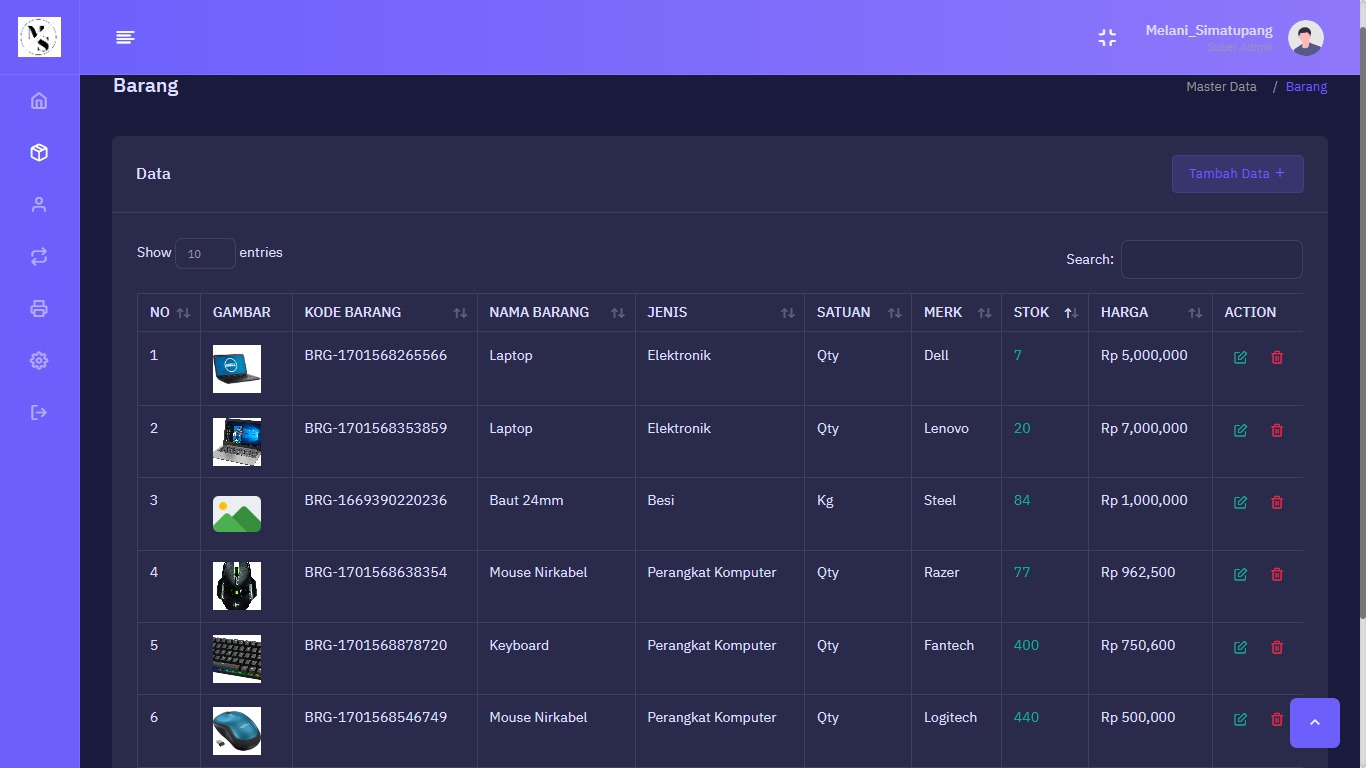 MS
Melani_Simatupang
Super Admin
Barang
Master Data / Barang
Data
Tambah Data +
Show 10 entries
Search:
NO GAMBAR KODE BARANG NAMA BARANG JENIS SATUAN MERK STOK HARGA ACTION
1 DELL BRG-1701568265566 Laptop Elektronik Qty Dell 7 Rp 5,000,000
2 BRG-1701568353859 Laptop Elektronik Qty Lenovo 20 Rp 7,000,000
3 BRG-1669390220236 Baut 24mm Besi Kg Steel 84 Rp 1,000,000
4 BRG-1701568638354 Mouse Nirkabel Perangkat Komputer Qty Razer 77 Rp 962,500
5 BRG-1701568878720 Keyboard Perangkat Komputer Qty Fantech 400 Rp 750,600
6 BRG-1701568546749 Mouse Nirkabel Perangkat Komputer Qty Logitech 440 Rp 500,000